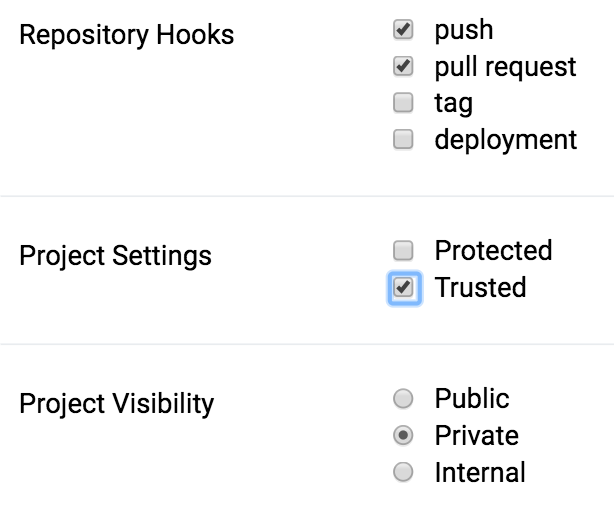 Repository Hooks
push
pull request
tag
deployment
Project Settings
Protected
Trusted
Project Visibility
Public
Private
Internal